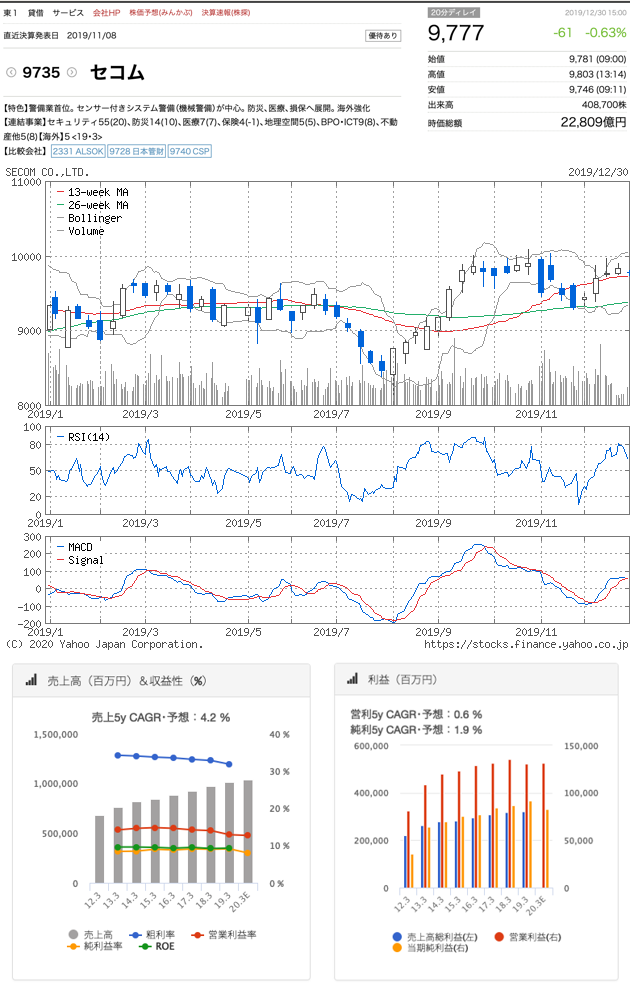 東1 貸借 サービス 会社HP 株価予想(みんかぶ) 決算速報(株探)
直近決算発表日 2019/11/08
優待あり
9735 セコム
【特色】警備業首位。センサー付きシステム警備(機械警備)が中心。防災、医療、損保へ展開。海外強化
【連結事業】セキュリティ55(20)、防災14(10)、医療7(7)、保険4(-1)、地理空間5(5)、BPO・ICT9(8)、不動
産他5(8)【海外】5 <19・3>
【比較会社】 2331 ALSOK 9728 日本管財 9740 CSP
20分ディレイ
2019/12/30 15:00
9,777 -61 -0.63%
始値 9,781 (09:00)
高値 9,803 (13:14)
安値 9,746 (09:11)
出来高 408,700株
時価総額 22,809億円
SECOM CO.,LTD. 2019/12/30
13-week MA
26-week MA
Bollinger
Volume
11000
10000
9000
8000
2019/1 2019/3 2019/5 2019/7 2019/9 2019/11
RSI(14)
100
80
50
20
0
2019/1 2019/3 2019/5 2019/7 2019/9 2019/11
MACD
Signal
300
200
100
0
-100
-200
2019/1 2019/3 2019/5 2019/7 2019/9 2019/11
(C) 2020 Yahoo Japan Corporation. https://stocks.finance.yahoo.co.jp
売上高（百万円）＆収益性（%）
売上5y CAGR・予想：4.2 %
1,500,000
1,000,000
500,000
0
40 %
30 %
20 %
10 %
0 %
12.3 13.3 14.3 15.3 16.3 17.3 18.3 19.3 20.3E
売上高 粗利率 営業利益率
純利益率 ROE
利益（百万円）
営利5y CAGR・予想：0.6 %
純利5y CAGR・予想：1.9 %
600,000
400,000
200,000
0
150,000
100,000
50,000
0
12.3 13.3 14.3 15.3 16.3 17.3 18.3 19.3 20.3E
売上高総利益(左) 営業利益(右)
当期純利益(右)